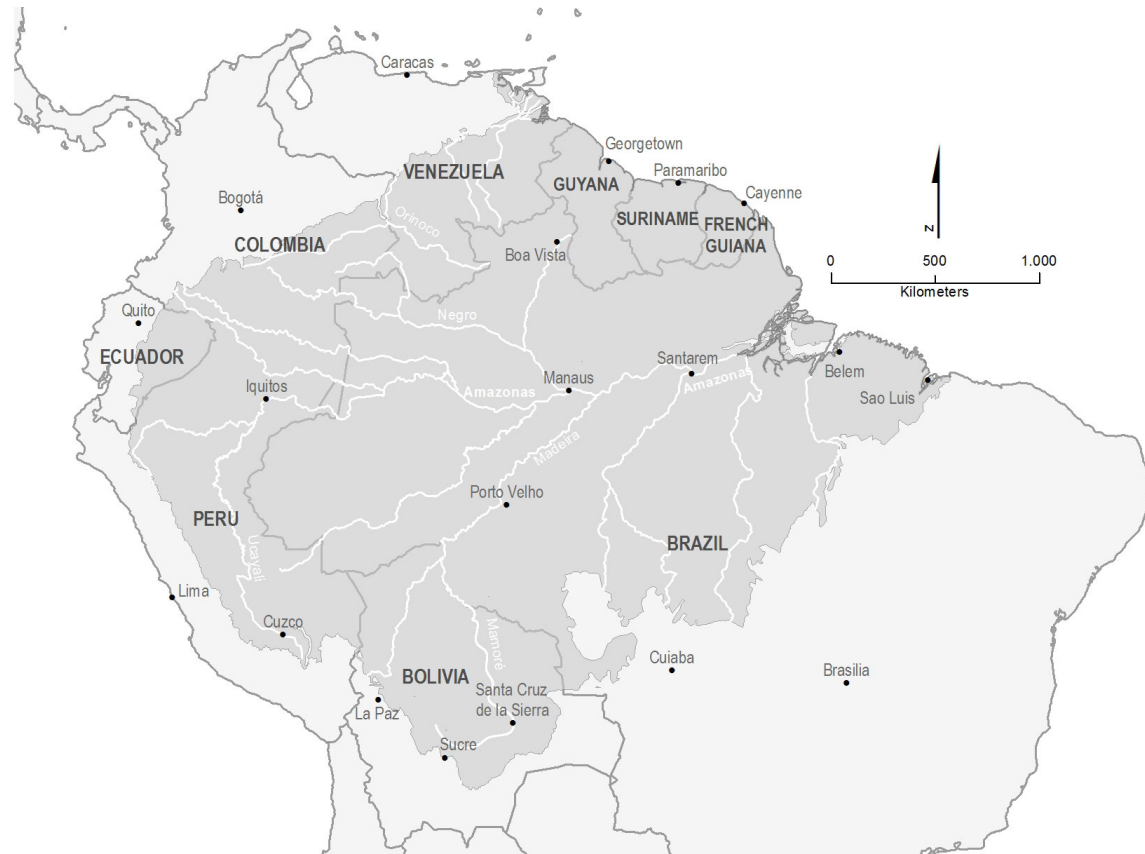 Caracas
Georgetown
VENEZUELA
Paramaribo
GUYANA
Cayenne
Bogotá
SURINAME
FRENCH
GUIANA
Orinoco
COLOMBIA
Boa Vista
N
0 500 1.000
Kilometers
Quito
Negro
ECUADOR
Santarem
Belem
Iquitos
Manaus
Amazonas
Amazonas
Sao Luis
Madeira
Porto Velho
PERU
BRAZIL
Ucayali
Lima
Cuzco
Mamoré
Cuiaba
Brasilia
BOLIVIA
Santa Cruz
de la Sierra
La Paz
Sucre